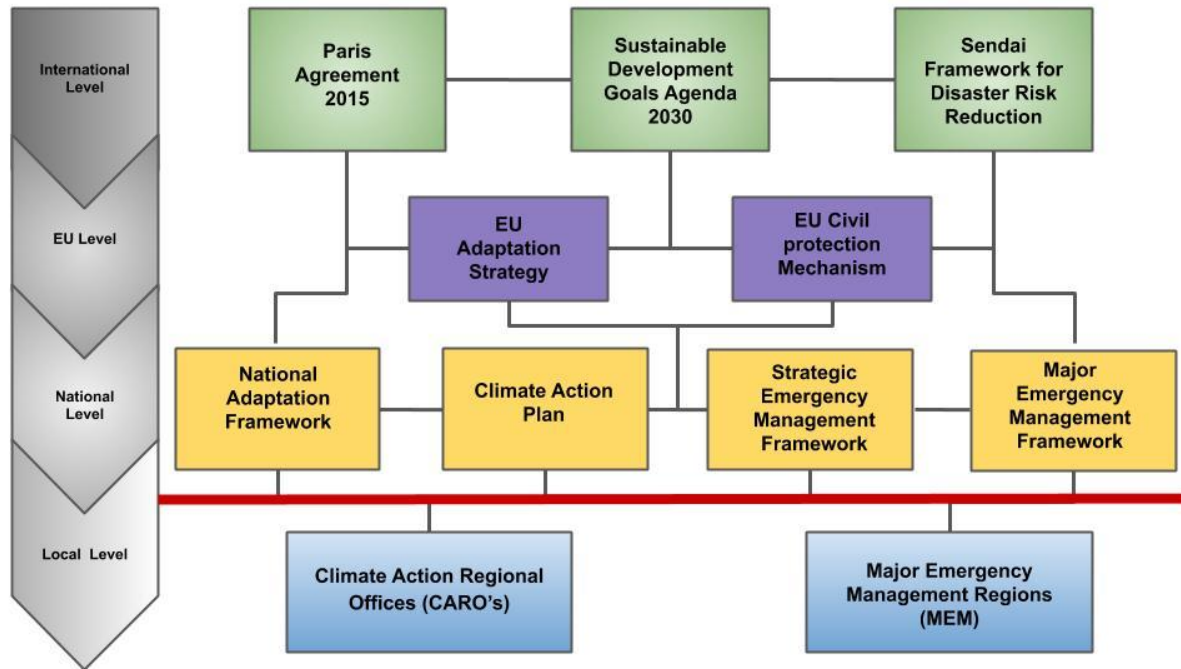 International
Level
Paris
Agreement
2015
Sustainable
Development
Goals Agenda
2030
Sendai
Framework for
Disaster Risk
Reduction
EU Level
EU
Adaptation
Strategy
EU Civil
protection
Mechanism
National
Level
National
Adaptation
Framework
Climate Action
Plan
Strategic
Emergency
Management
Framework
Major
Emergency
Management
Framework
Local Level
Climate Action Regional
Offices (CARO's)
Major Emergency
Management Regions
(MEM)